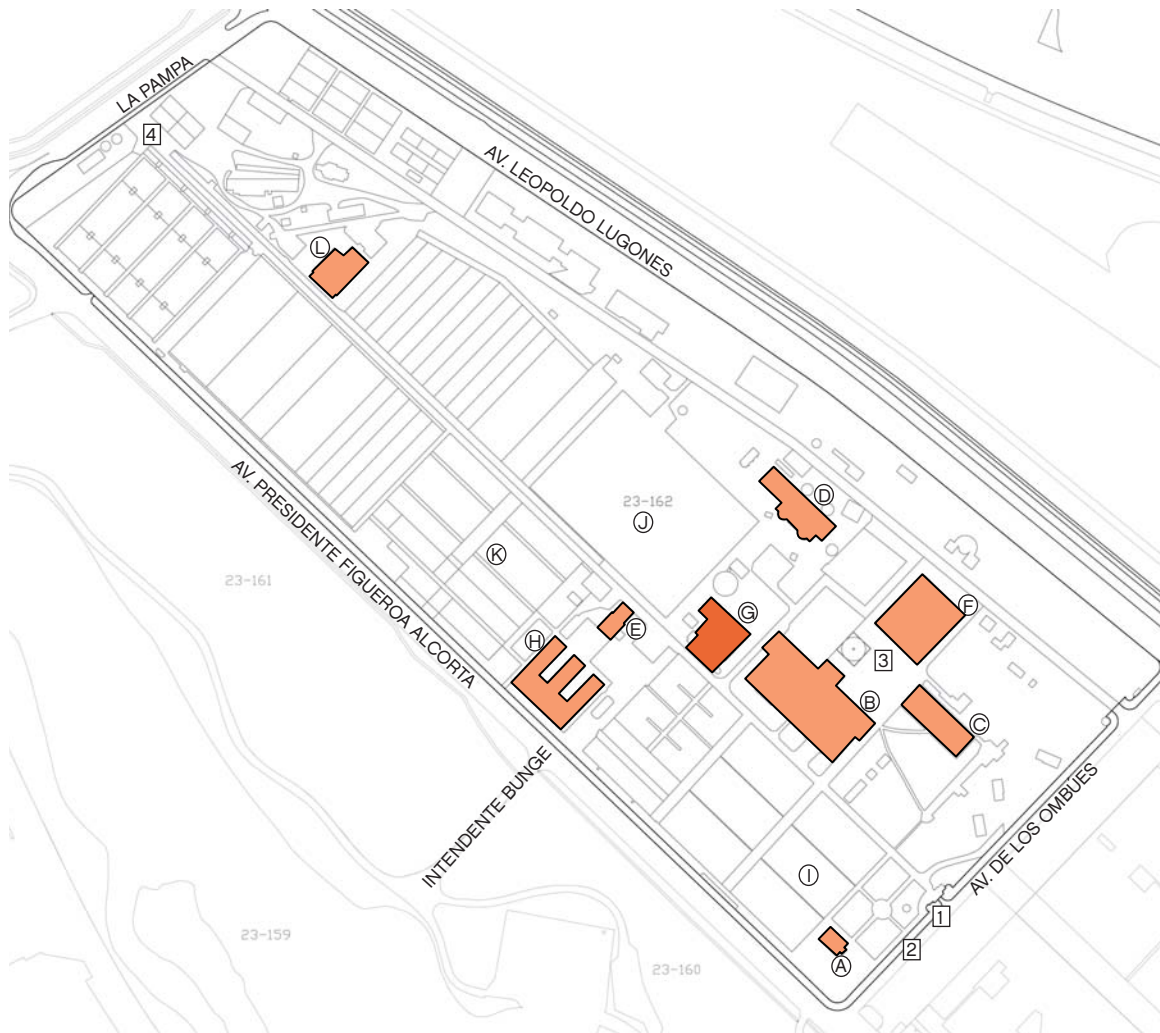 LA PAMPA
4
AV. LEOPOLDO LUGONES
L
D
23-162
J
AV. PRESIDENTE FIGUEROA ALCORTA
K
23-161
F
G
E
H
3
B
C
INTENDENTE BUNGE
AV. DE LOS OMBÚES
I
1
23-159
2
A
23-160